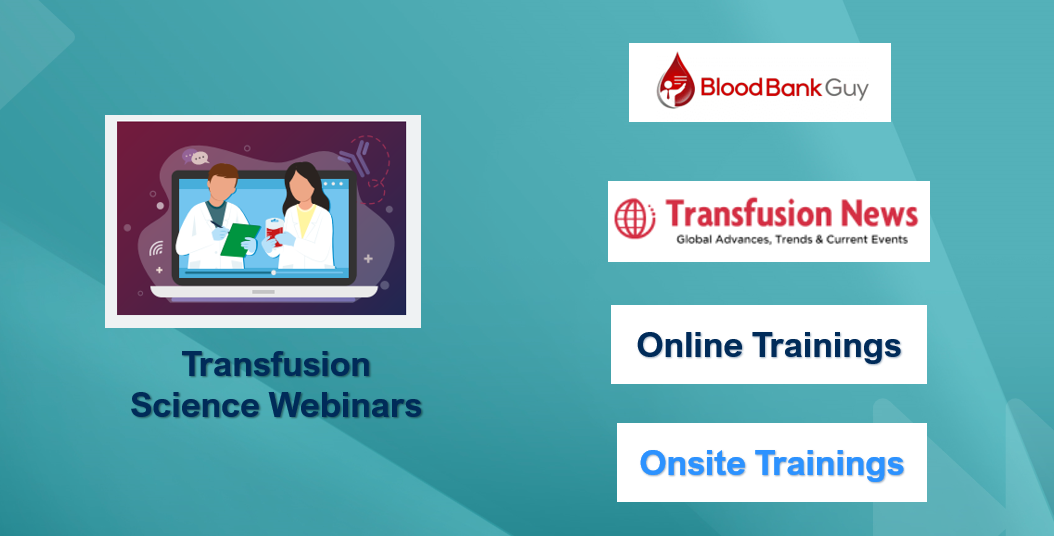 Transfusion
Science Webinars
BloodBank Guy
Transfusion News
Global Advances, Trends & Current Events
Online Trainings
Onsite Trainings